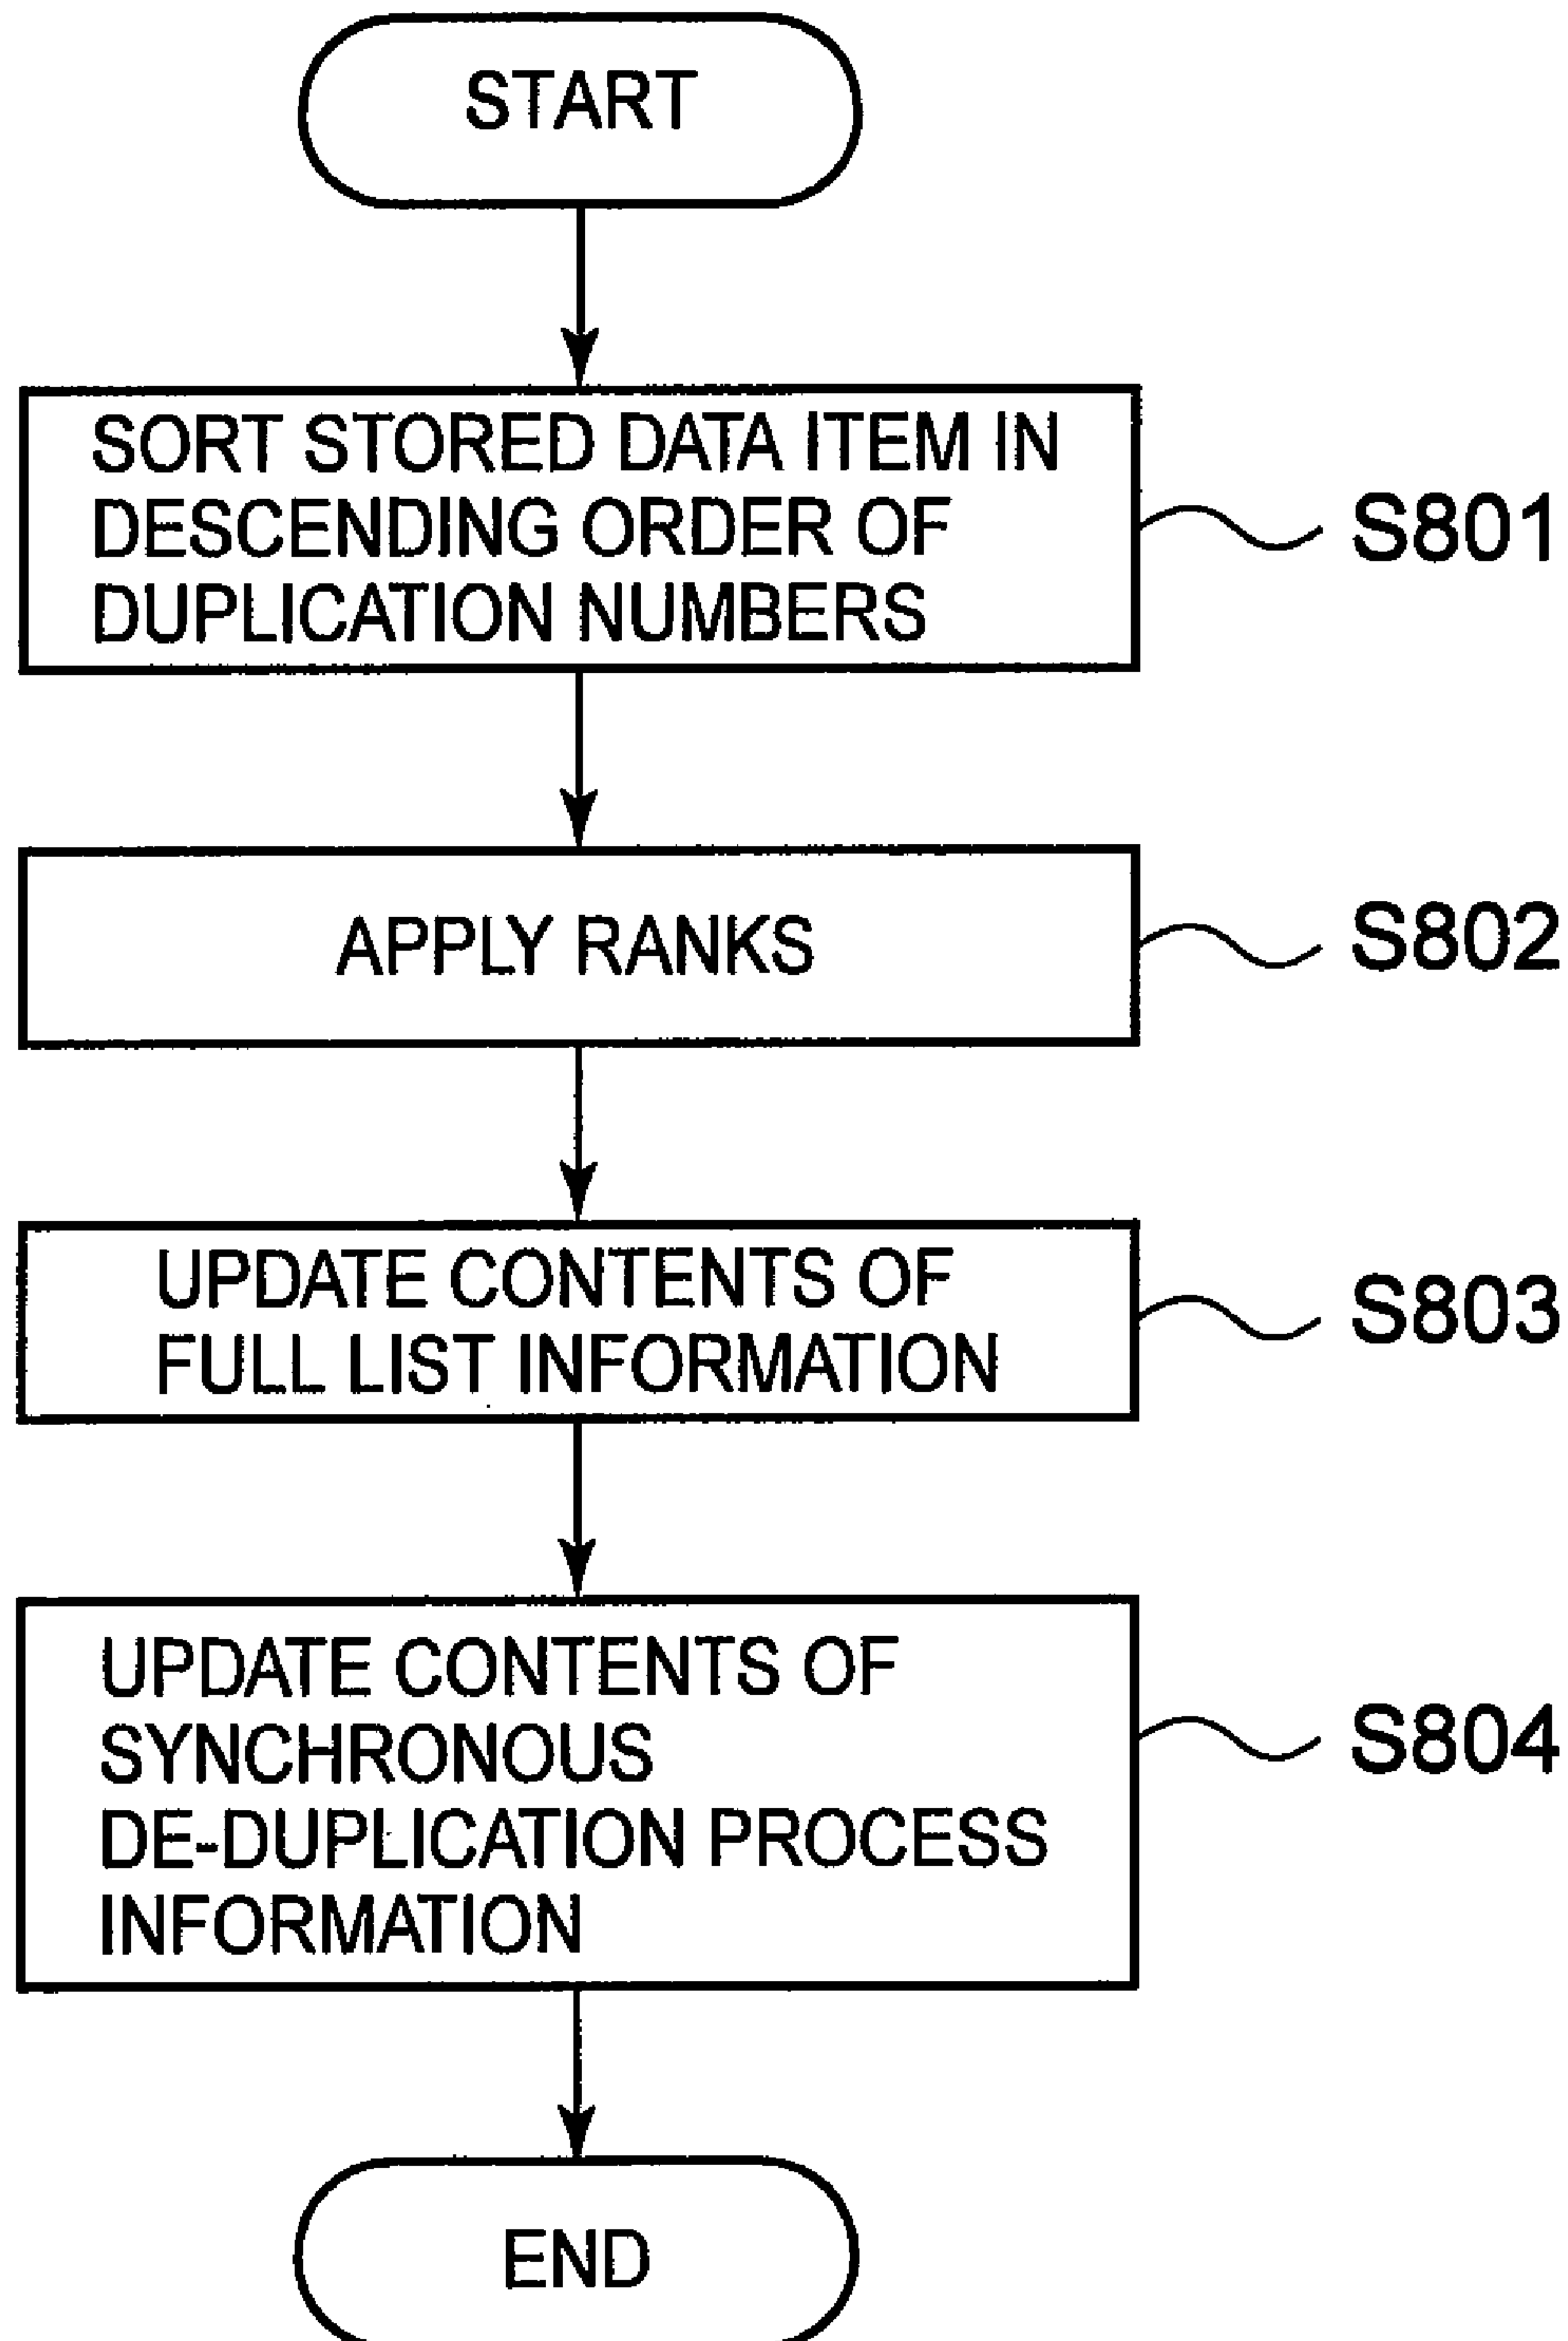 START
SORT STORED DATA ITEM IN
DESCENDING ORDER OF
DUPLICATION NUMBERS
S801
APPLY RANKS
S802
UPDATE CONTENTS OF
FULL LIST INFORMATION
S803
UPDATE CONTENTS OF
SYNCHRONOUS
DE-DUPLICATION PROCESS
INFORMATION
S804
END